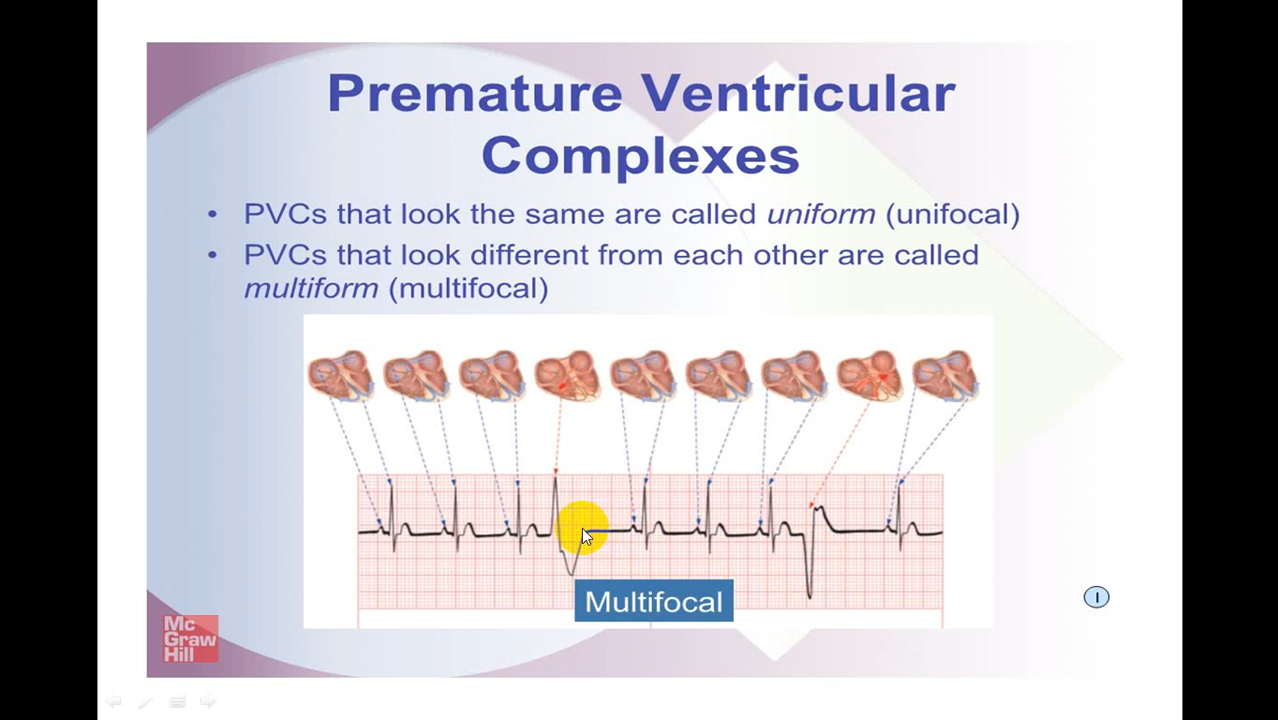 Premature Ventricular
Complexes
• PVCs that look the same are called uniform (unifocal)
• PVCs that look different from each other are called
multiform (multifocal)
Multifocal
I
Mc
Graw
Hill